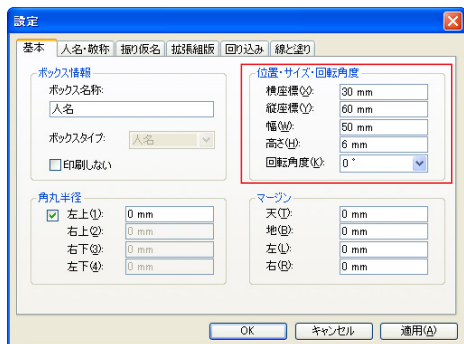 設定
基本 人名・敬称 振り仮名 拡張組版 回り込み 線と塗り
ボックス情報
ボックス名称:
人名
ボックスタイプ: 人名
印刷しない
位置・サイズ・回転角度
横座標(X): 30 mm
縦座標(Y): 60 mm
幅(W): 50 mm
高さ(H): 6 mm
回転角度(K): 0 °
角丸半径
左上(1): 0 mm
右上(2): 0 mm
右下(3): 0 mm
左下(4): 0 mm
マージン
天(T): 0 mm
地(B): 0 mm
左(L): 0 mm
右(R): 0 mm
OK キャンセル 適用(A)